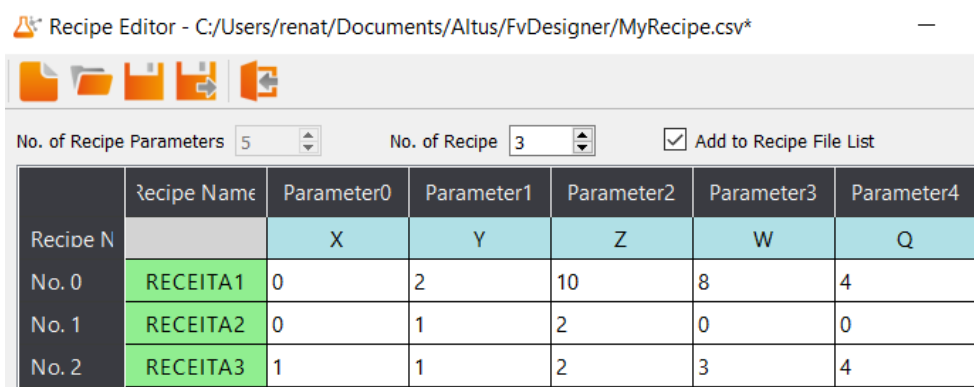 Recipe Editor - C:/Users/renat/Documents/Altus/FvDesigner/MyRecipe.csv*
No. of Recipe Parameters 5 No. of Recipe 3 Add to Recipe File List
Recipe Name Parameter0 Parameter1 Parameter2 Parameter3 Parameter4
Recipe N X Y Z W Q
No. 0 RECEITA1 0 2 10 8 4
No. 1 RECEITA2 0 1 2 0 0
No. 2 RECEITA3 1 1 2 3 4